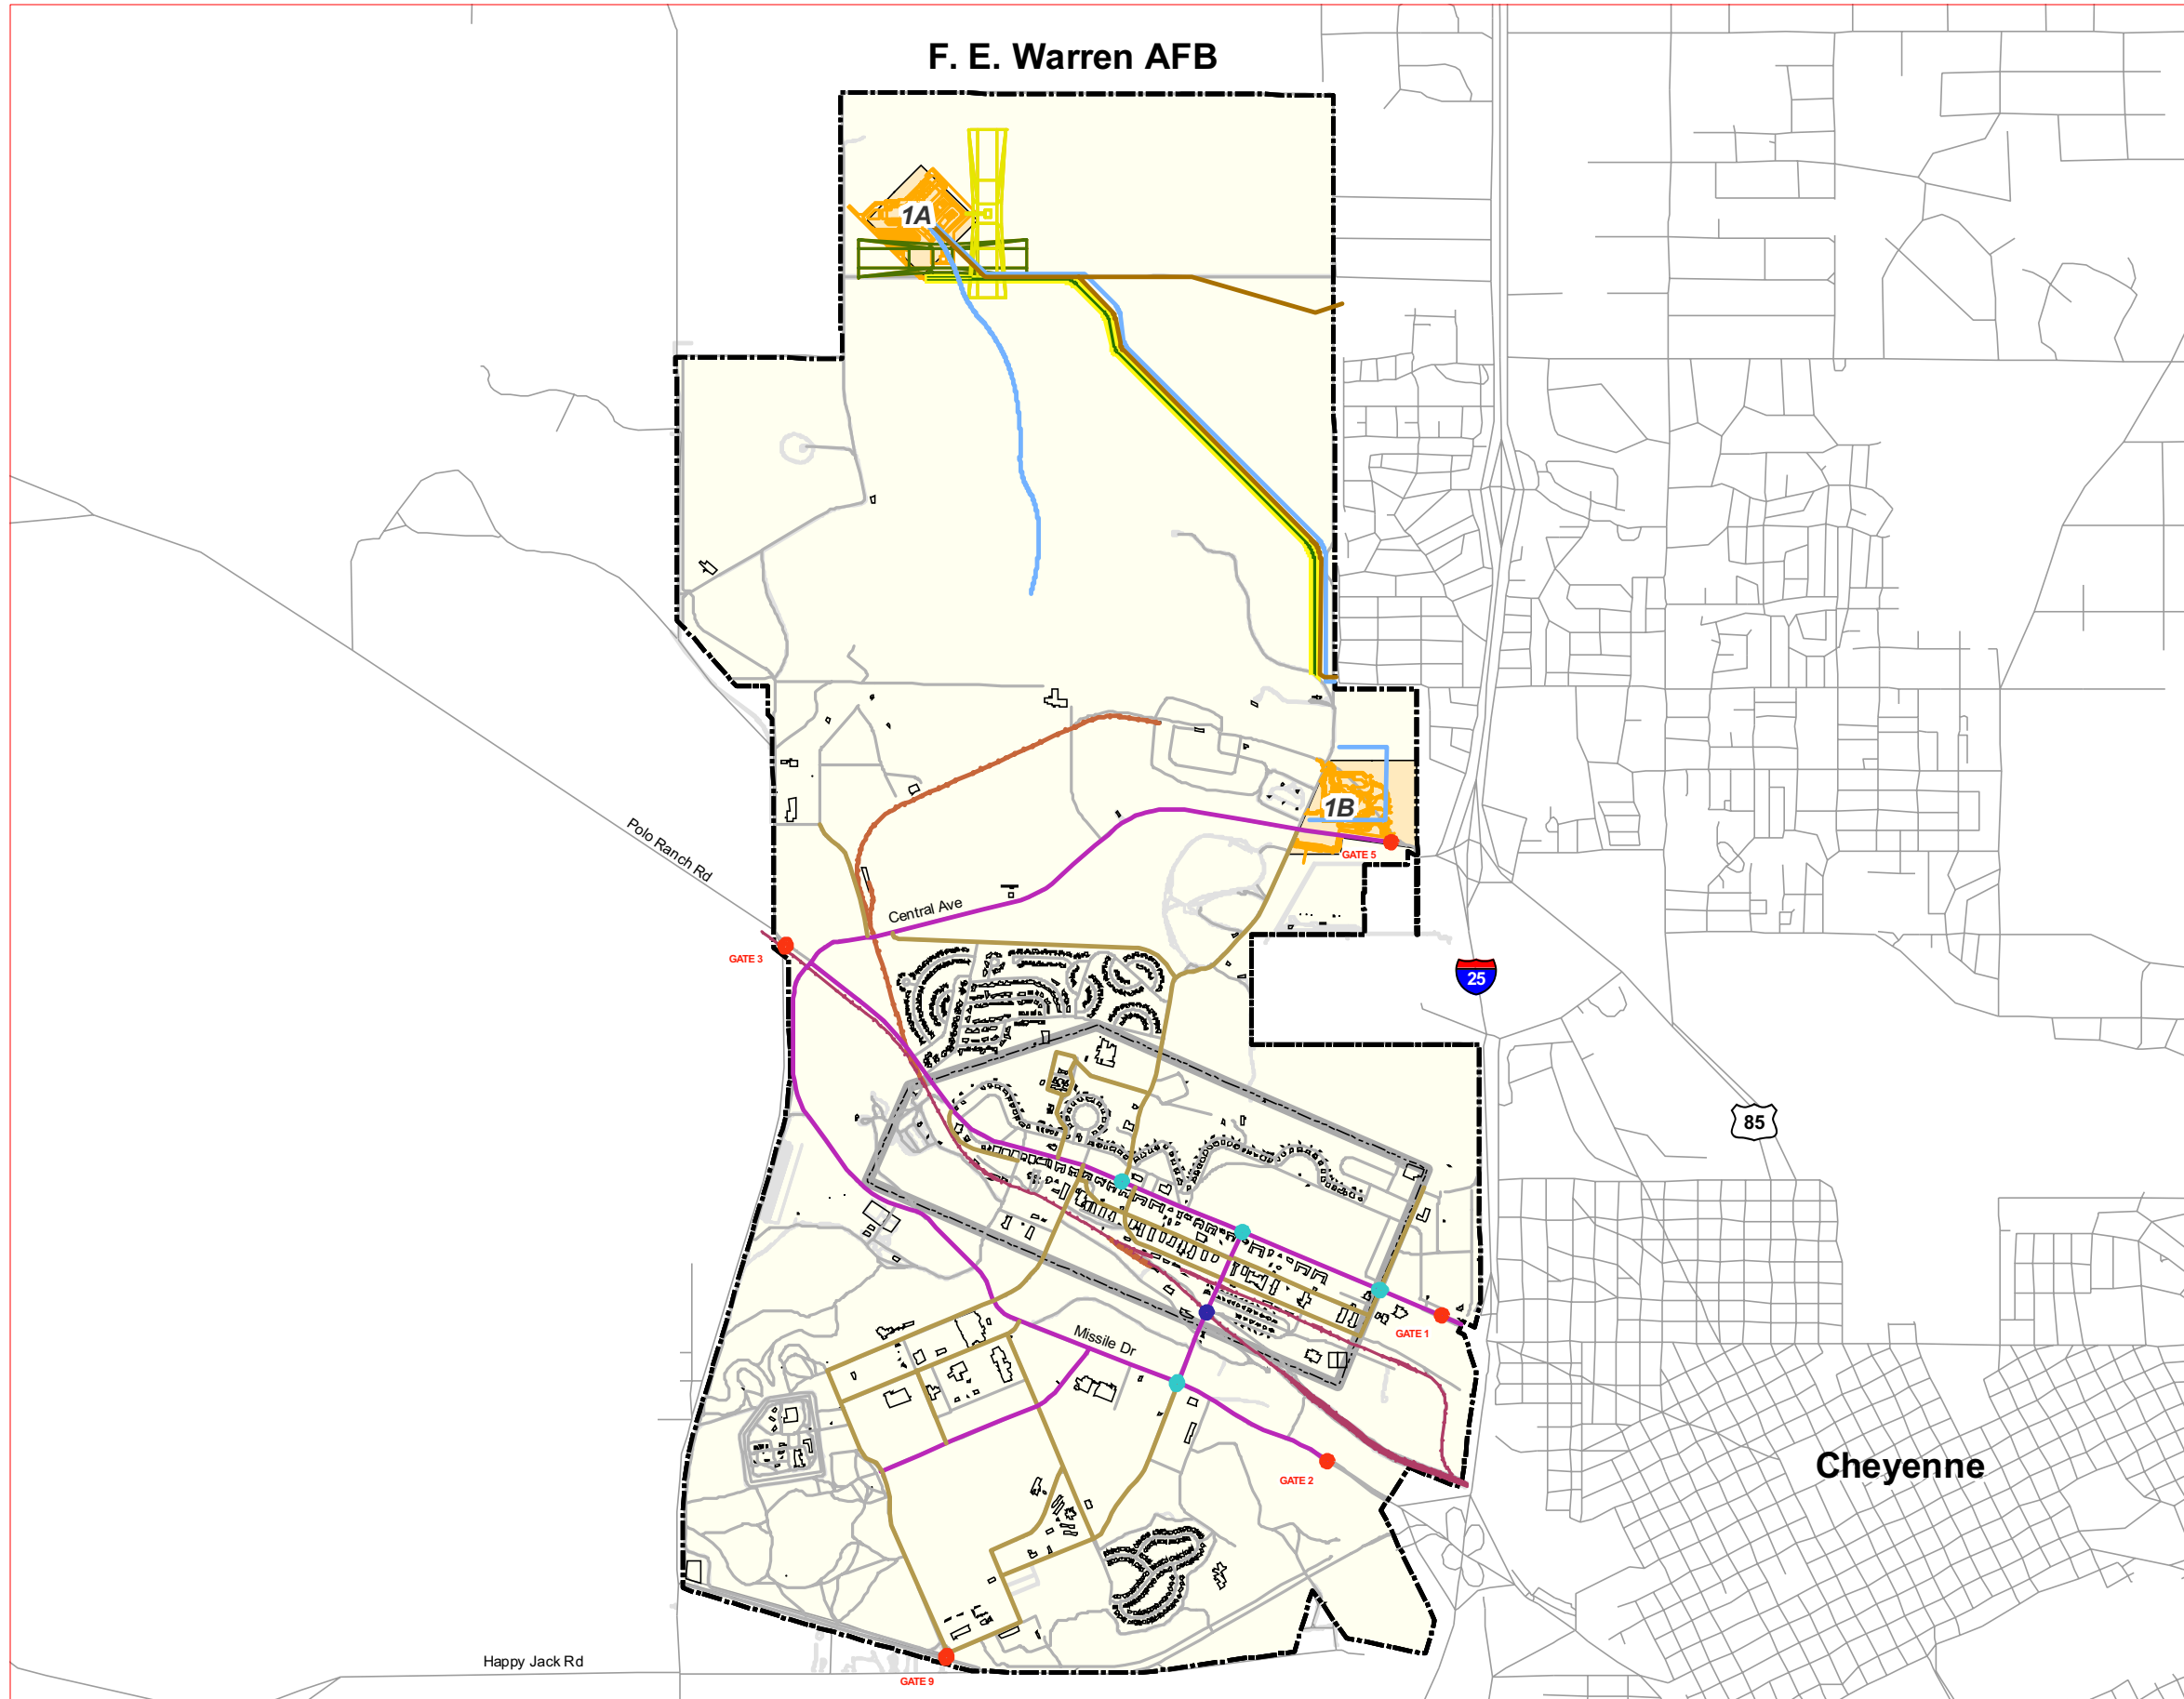 F. E. Warren AFB
1A
1B
GATE 5
Polo Ranch Rd
Central Ave
GATE 3
25
85
Missile Dr
GATE 1
Cheyenne
GATE 2
Happy Jack Rd
GATE 9